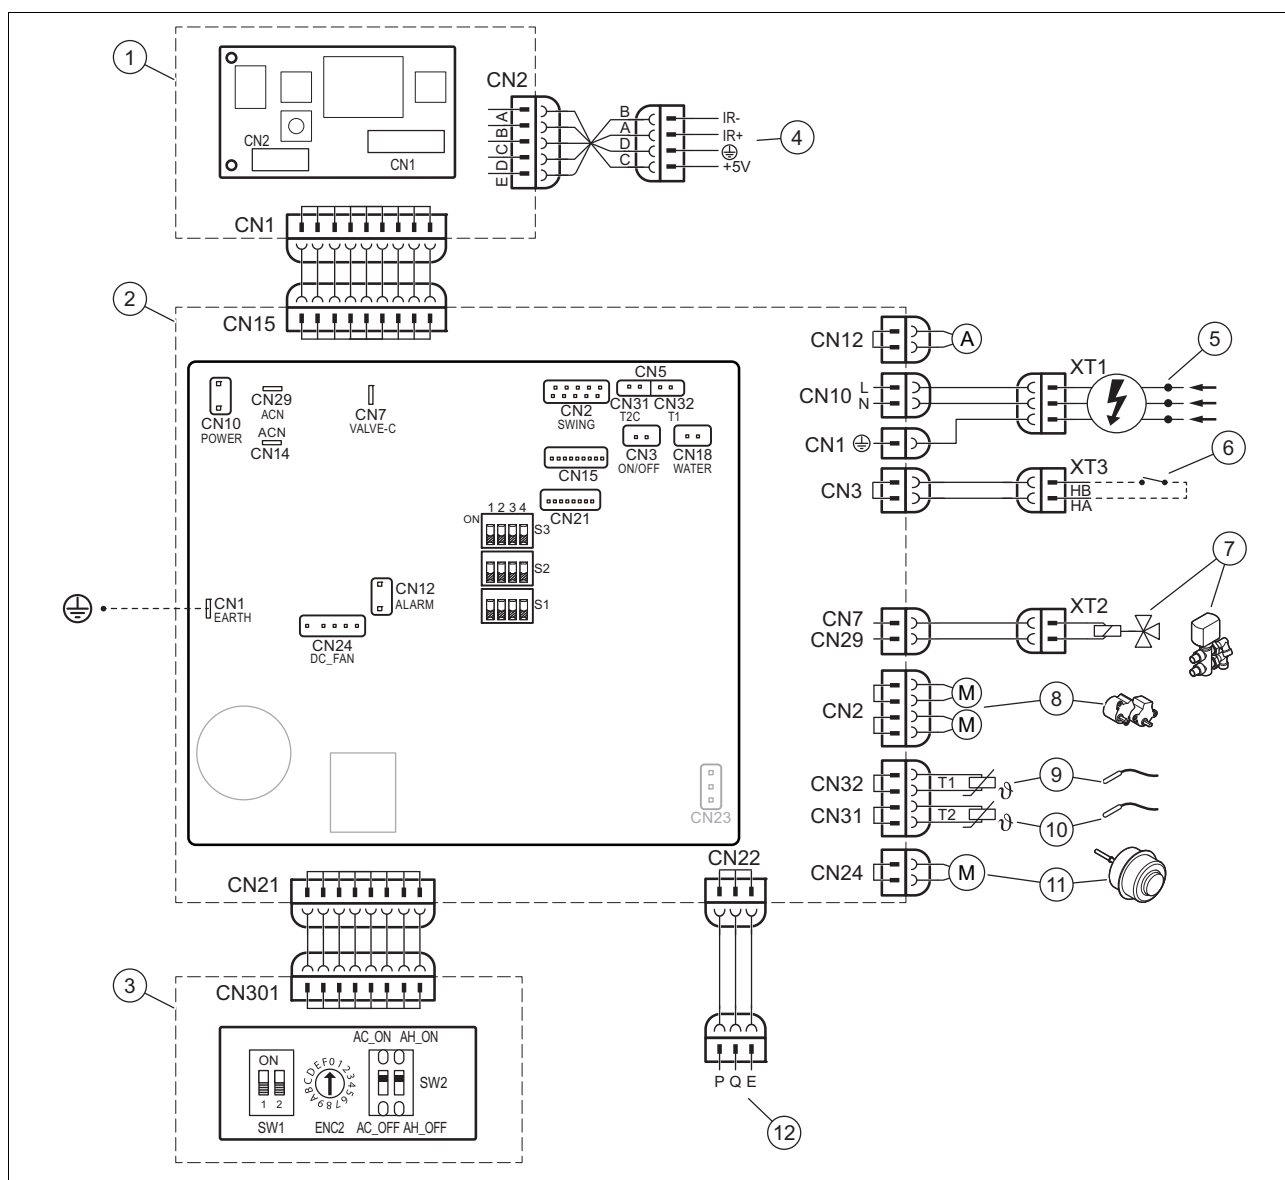 1
CN2
CN2
CN1
A
B
C
D
E
B
A
D
C
IR-
IR+
+5V
4
CN1
2
CN15
CN12
A
5
XT1
CN10
L
N
CN1
6
XT3
CN3
HB
HA
CN10
POWER
CN29
ACN
ACN
CN14
CN7
VALVE-C
CN2
SWING
CN5
CN31
CN32
T2C
T1
CN3
ON/OFF
CN18
WATER
CN15
CN21
1 2 3 4
ON
S3
S2
S1
CN1
EARTH
CN12
ALARM
CN24
DC_FAN
CN23
7
CN7
CN29
XT2
CN2
M
M
8
CN32
T1
ϑ
9
CN31
T2
ϑ
10
CN24
M
11
CN21
CN22
3
CN301
ON
1 2
SW1
F0123456789ABCDE
ENC2
AC_ON AH_ON
SW2
AC_OFF AH_OFF
P Q E
12